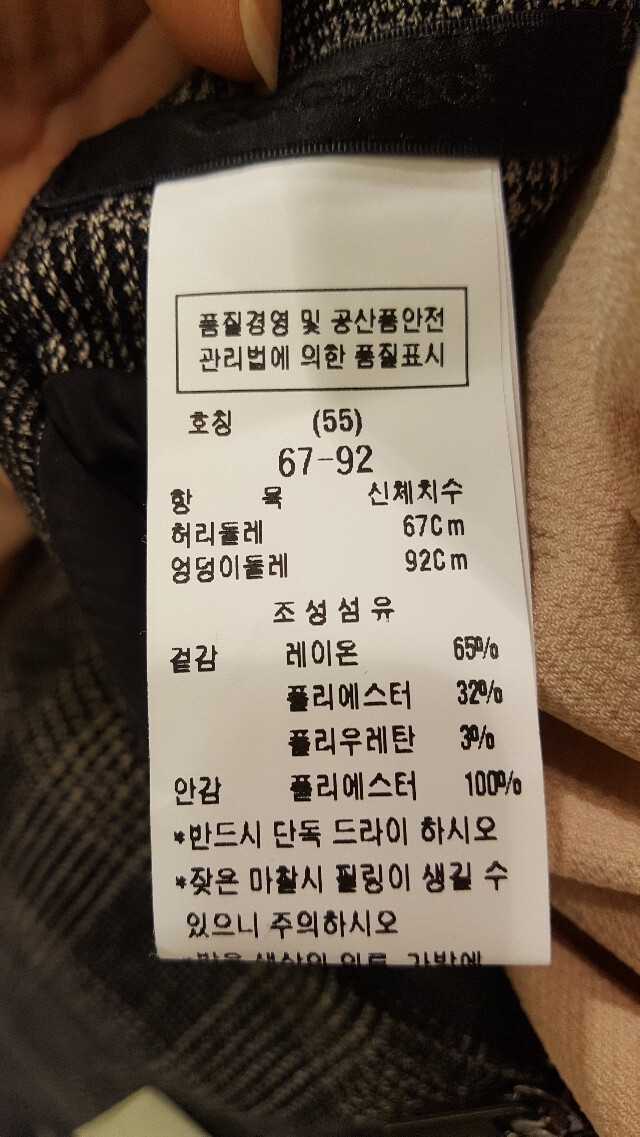 품질경영 및 공산품안전
관리법에 의한 품질표시
호칭 (55)
67-92
항 목 신체치수
허리둘레 67Cm
엉덩이둘레 92Cm
조성섬유
겉감 레이온 65%
폴리에스터 32%
폴리우레탄 3%
안감 폴리에스터 100%
*반드시 단독 드라이 하시오
*잦은 마찰시 필링이 생길 수
있으니 주의하시오